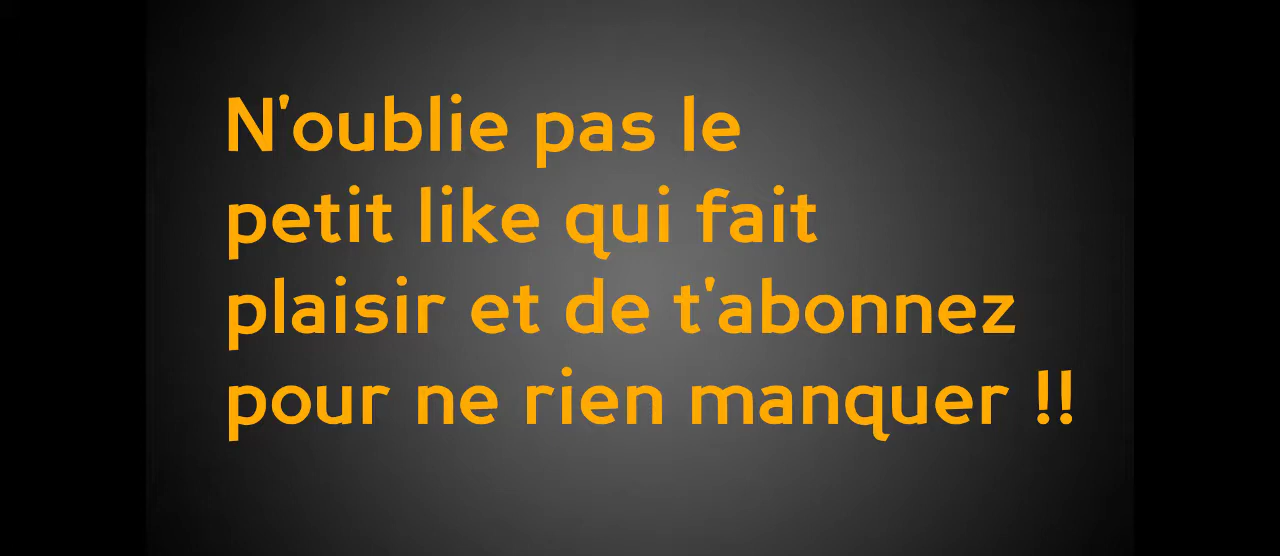 N'oublie pas le
petit like qui fait
plaisir et de t'abonnez
pour ne rien manquer !!